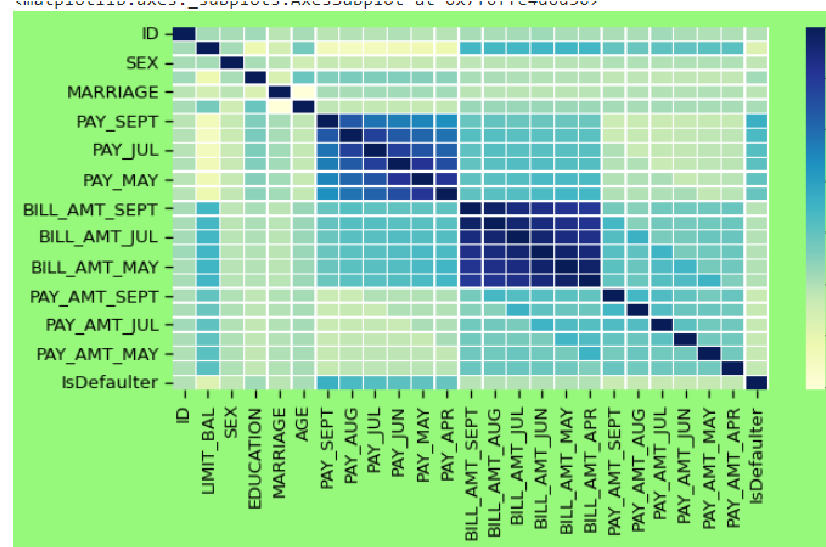 ID
SEX
MARRIAGE
PAY_SEPT
PAY_JUL
PAY_MAY
BILL_AMT_SEPT
BILL_AMT_JUL
BILL_AMT_MAY
PAY_AMT_SEPT
PAY_AMT_JUL
PAY_AMT_MAY
IsDefaulter
ID
LIMIT_BAL
SEX
EDUCATION
MARRIAGE
AGE
PAY_SEPT
PAY_AUG
PAY_JUL
PAY_JUN
PAY_MAY
PAY_APR
BILL_AMT_SEPT
BILL_AMT_AUG
BILL_AMT_JUL
BILL_AMT_JUN
BILL_AMT_MAY
BILL_AMT_APR
PAY_AMT_SEPT
PAY_AMT_AUG
PAY_AMT_JUL
PAY_AMT_JUN
PAY_AMT_MAY
PAY_AMT_APR
IsDefaulter